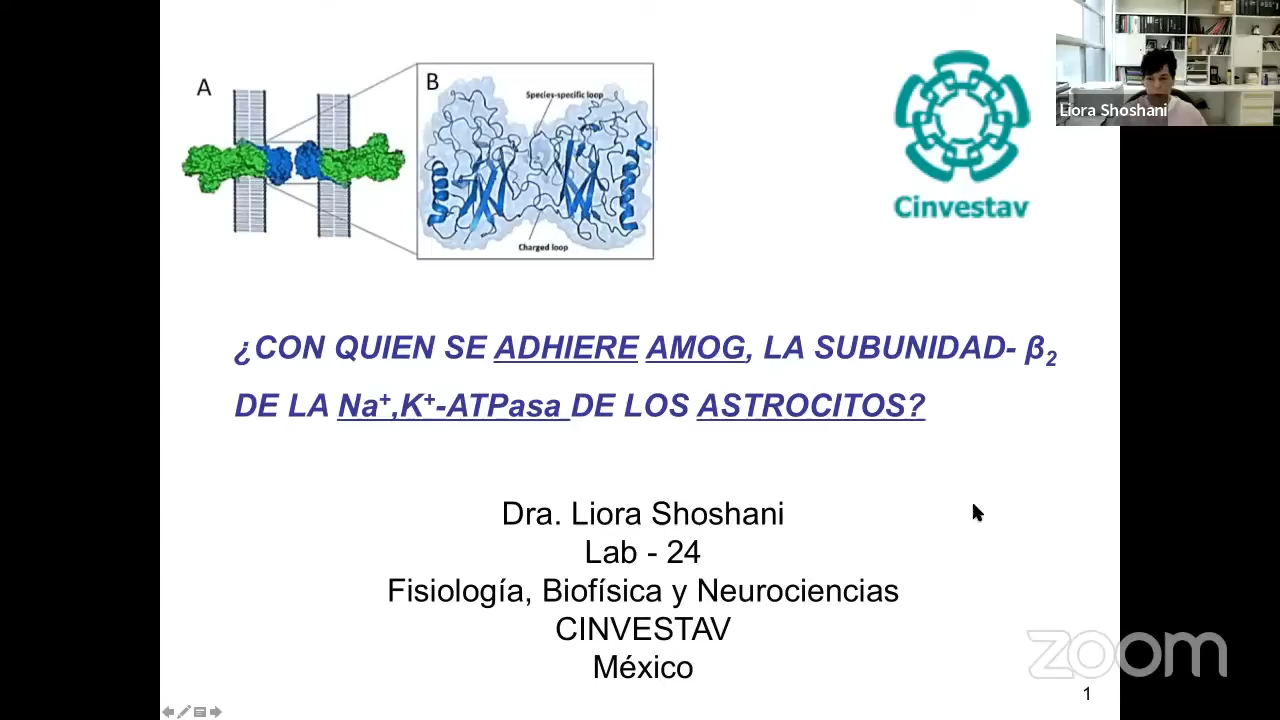 A
B
Species-specific loop
Charged loop
Cinvestav
Liora Shoshani
¿CON QUIEN SE ADHIERE AMOG, LA SUBUNIDAD- β₂
DE LA Na⁺,K⁺-ATPasa DE LOS ASTROCITOS?
Dra. Liora Shoshani
Lab - 24
Fisiología, Biofísica y Neurociencias
CINVESTAV
México
zoom
1